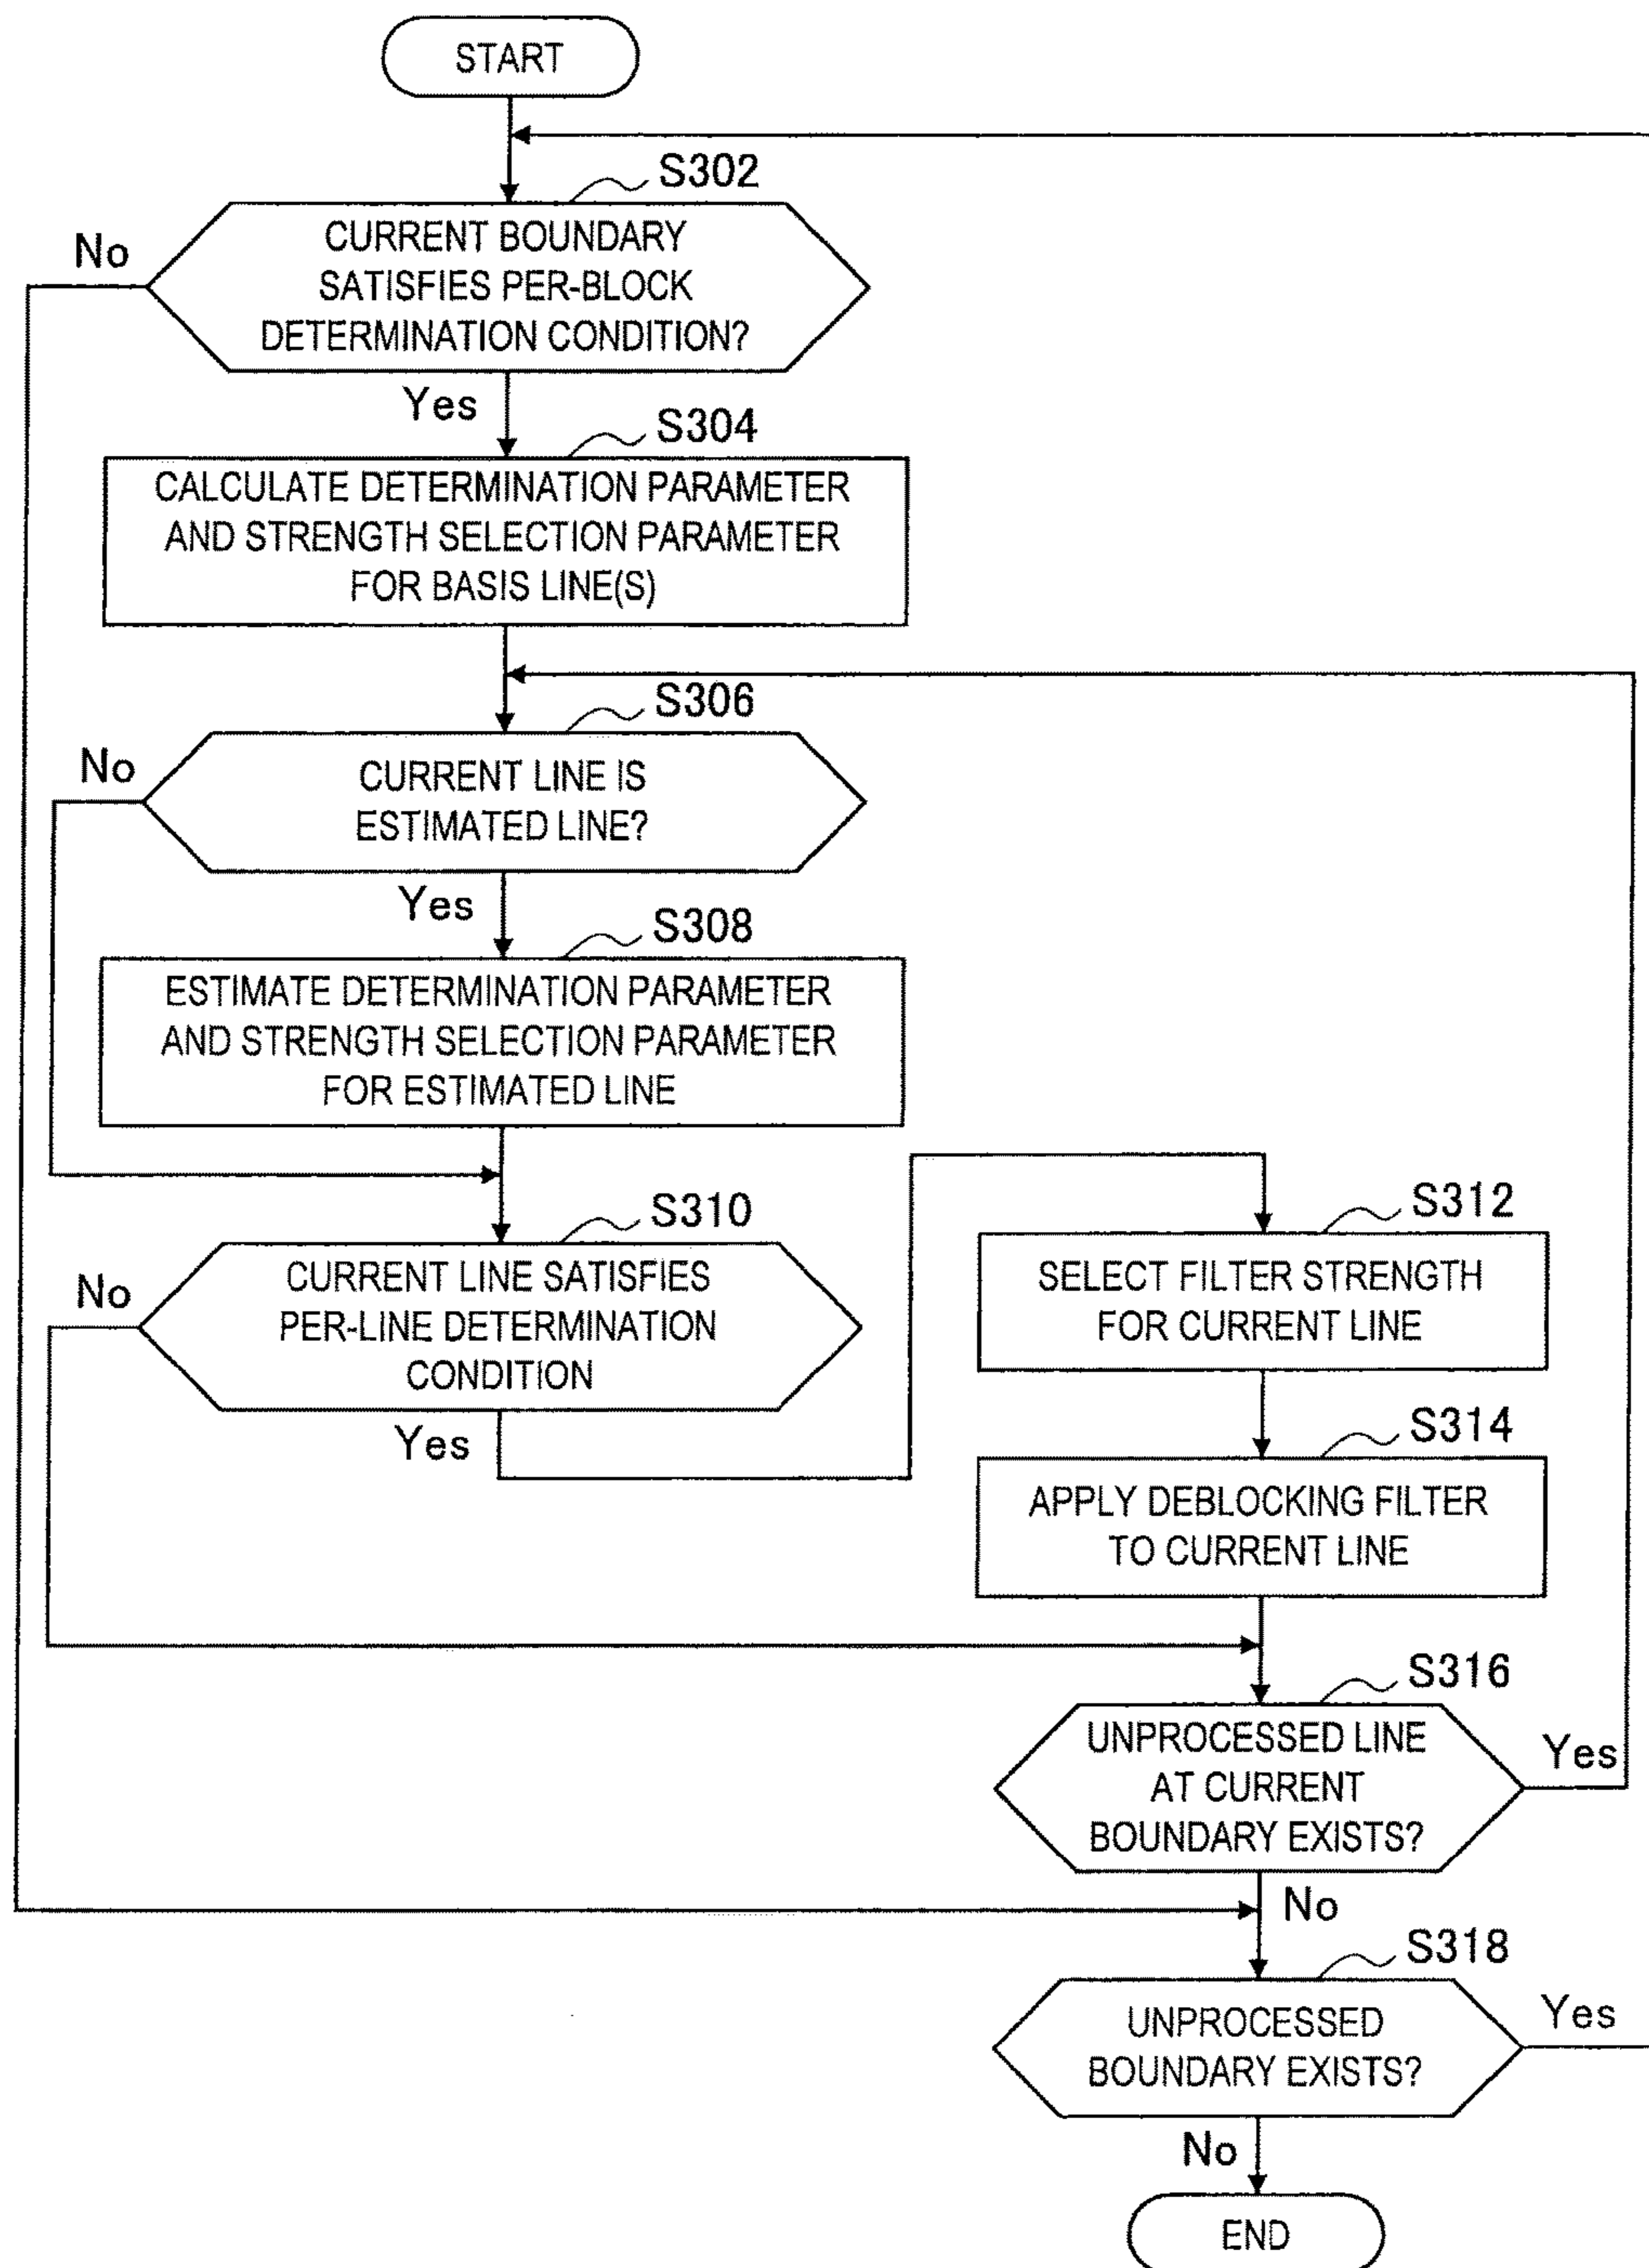 START
S302
CURRENT BOUNDARY
SATISFIES PER-BLOCK
DETERMINATION CONDITION?
No
Yes
S304
CALCULATE DETERMINATION PARAMETER
AND STRENGTH SELECTION PARAMETER
FOR BASIS LINE(S)
S306
CURRENT LINE IS
ESTIMATED LINE?
No
Yes
S308
ESTIMATE DETERMINATION PARAMETER
AND STRENGTH SELECTION PARAMETER
FOR ESTIMATED LINE
S310
CURRENT LINE SATISFIES
PER-LINE DETERMINATION
CONDITION
No
Yes
S312
SELECT FILTER STRENGTH
FOR CURRENT LINE
S314
APPLY DEBLOCKING FILTER
TO CURRENT LINE
S316
UNPROCESSED LINE
AT CURRENT
BOUNDARY EXISTS?
Yes
No
S318
UNPROCESSED
BOUNDARY EXISTS?
Yes
No
END